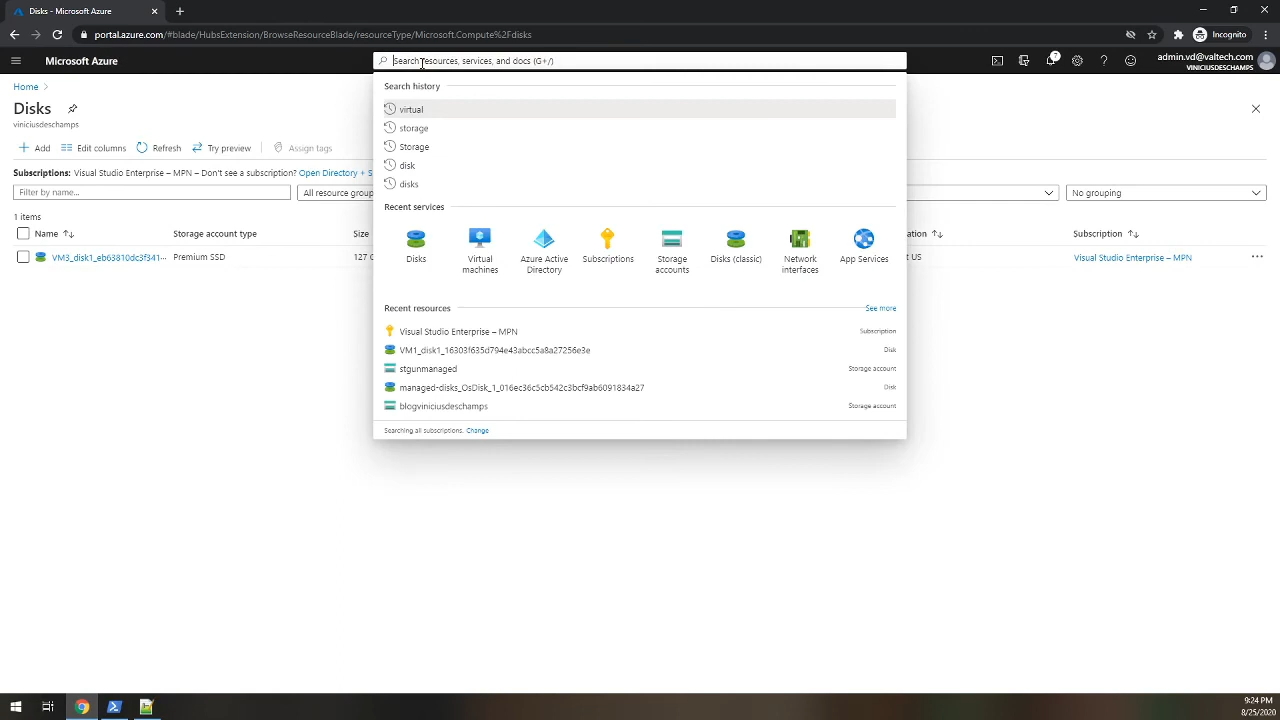 Disks - Microsoft Azure
portal.azure.com/#blade/HubsExtension/BrowseResourceBlade/resourceType/Microsoft.Compute%2Fdisks
Incognito
Microsoft Azure
Search resources, services, and docs (G+/)
7
admin.vd@valtech.com
VINICIUSDESCHAMPS
Home
Disks
viniciusdeschamps
Add
Edit columns
Refresh
Try preview
Assign tags
Subscriptions: Visual Studio Enterprise – MPN – Don't see a subscription? Open Directory + S
Filter by name...
All resource group
No grouping
1 items
Name
Storage account type
Size
ation
Subscription
VM3_disk1_eb63810dc3f341...
Premium SSD
127 G
t US
Visual Studio Enterprise – MPN
Search history
virtual
storage
Storage
disk
disks
Recent services
Disks
Virtual machines
Azure Active Directory
Subscriptions
Storage accounts
Disks (classic)
Network interfaces
App Services
Recent resources
See more
Visual Studio Enterprise – MPN
Subscription
VM1_disk1_16303f635d794e43abcc5a8a27256e3e
Disk
stgunmanaged
Storage account
managed-disks_OsDisk_1_016ec36c5cb542c3bcf9ab6091834a27
Disk
blogviniciusdeschamps
Storage account
Searching all subscriptions. Change
9:24 PM
8/25/2020